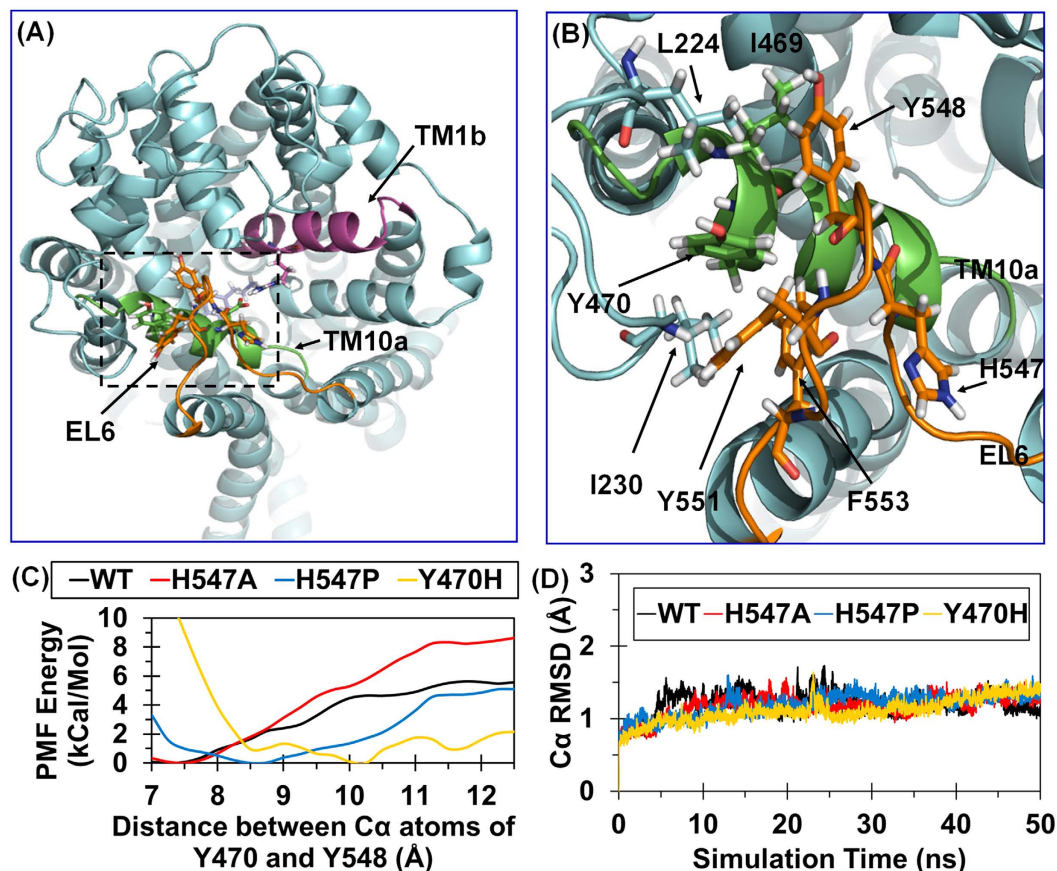 (A)
TM1b
TM10a
EL6
(B)
L224 I469
Y548
Y470
TM10a
H547
I230
Y551
F553
EL6
(C)
WT H547A H547P Y470H
PMF Energy
(kCal/Mol)
10
8
6
4
2
0
7 8 9 10 11 12
Distance between Cα atoms of
Y470 and Y548 (Å)
(D)
WT H547A H547P Y470H
Cα RMSD (Å)
3
2
1
0
0 10 20 30 40 50
Simulation Time (ns)